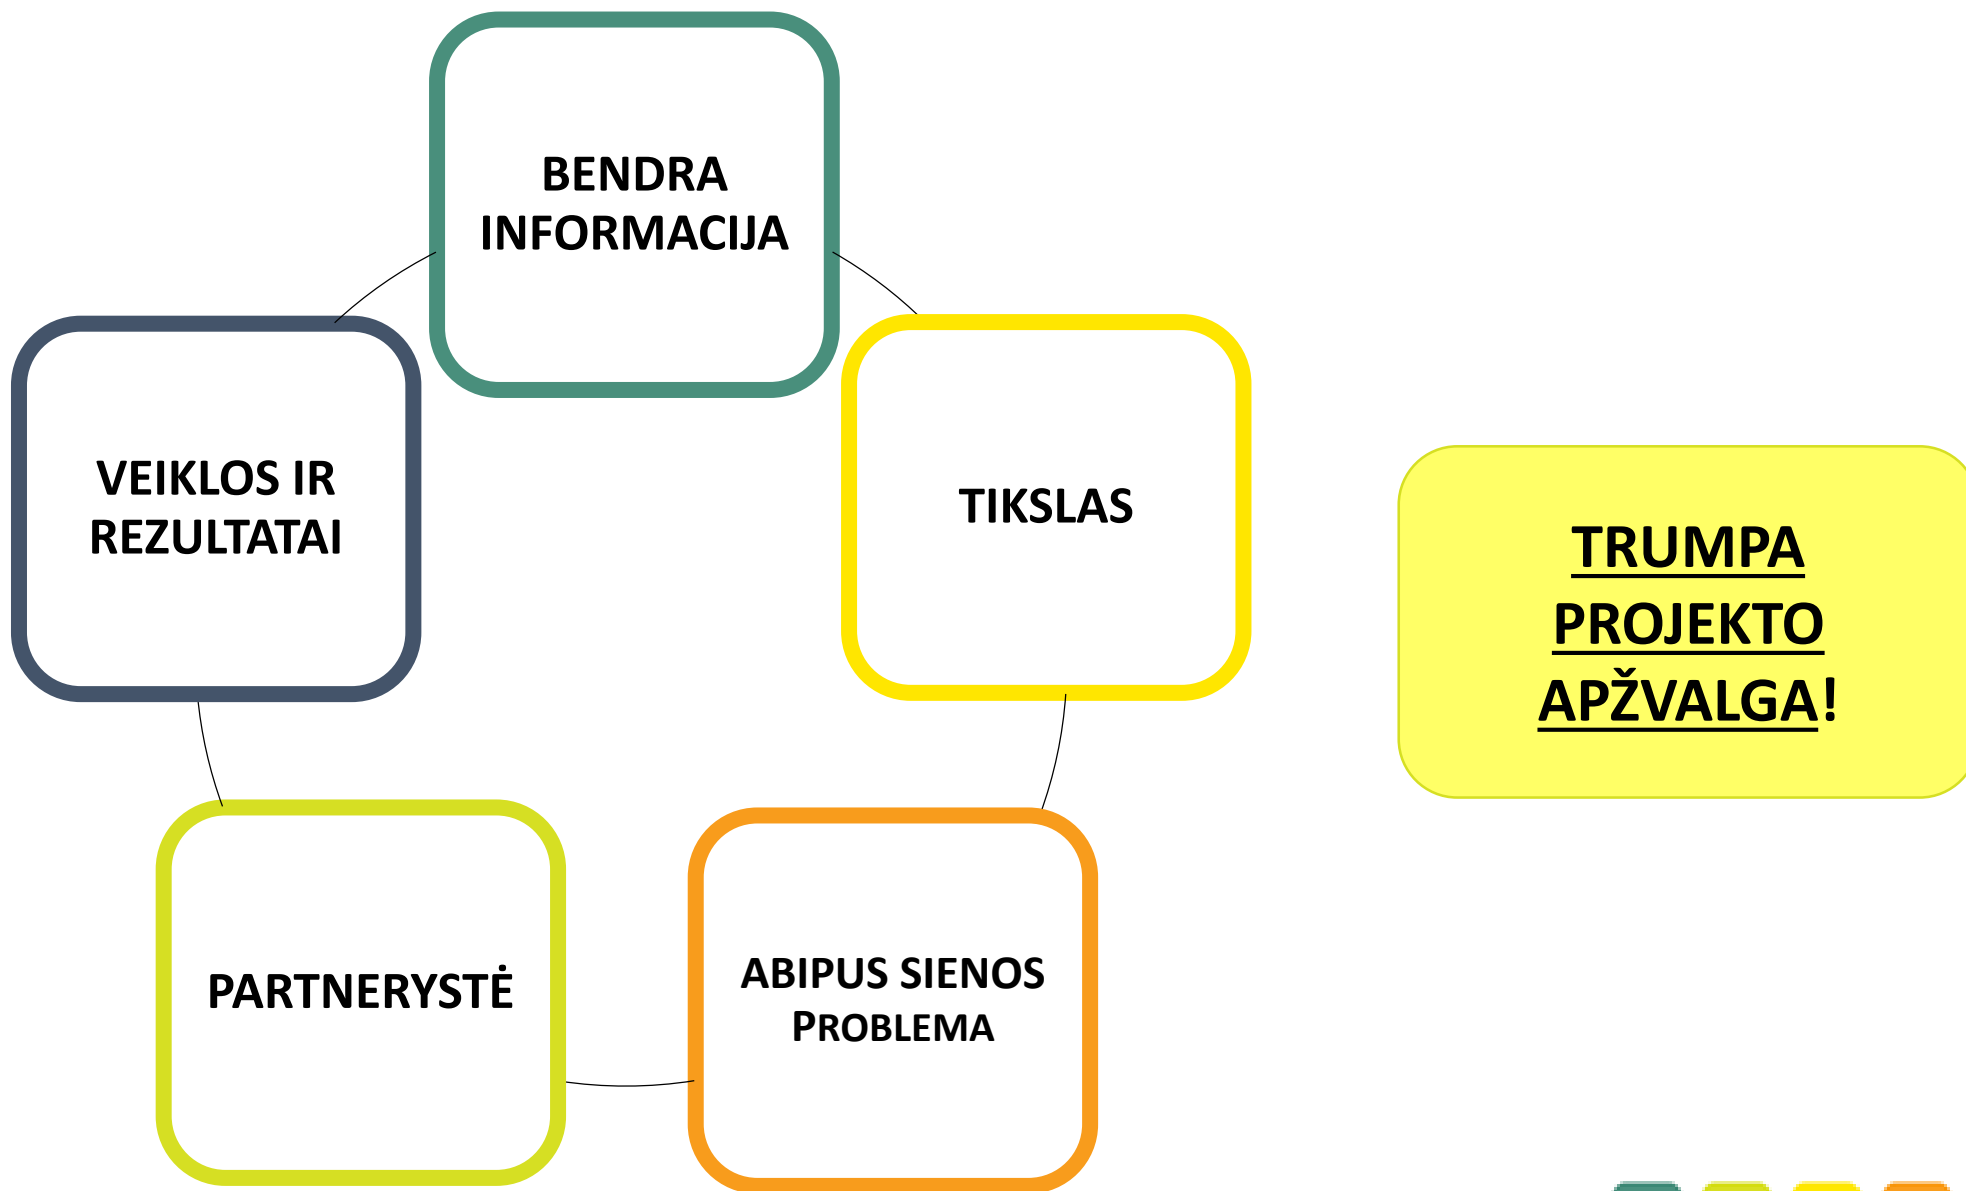 BENDRA
INFORMACIJA
TIKSLAS
ABIPUS SIENOS
PROBLEMA
PARTNERYSTĖ
VEIKLOS IR
REZULTATAI
TRUMPA
PROJEKTO
APŽVALGA!